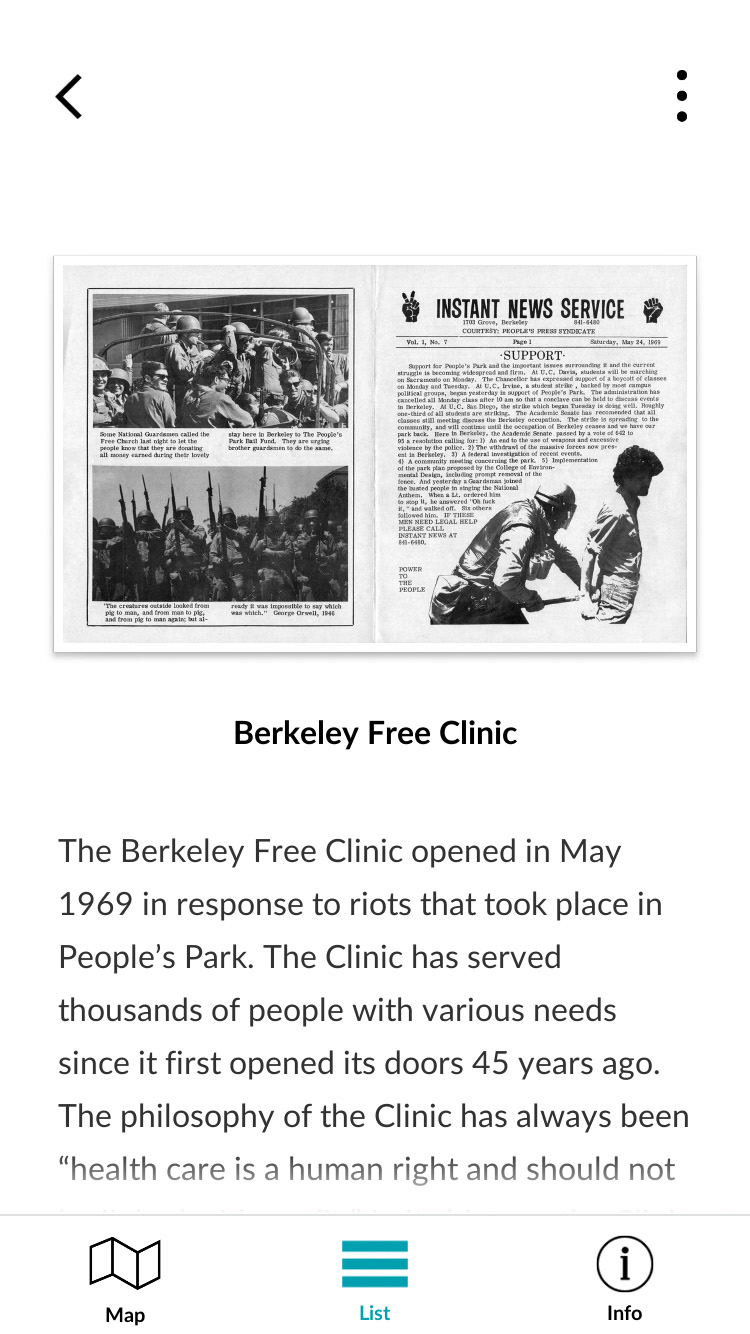 Some National Guardsmen called the
Free Church last night to let the
people know that they are donating
all money earned during their lovely
stay here in Berkeley to The People's
Park Bail Fund. They are urging
brother guardsmen to do the same.
"The creatures outside looked from
pig to man, and from man to pig,
and from pig to man again; but al-
ready it was impossible to say which
was which." George Orwell, 1946
INSTANT NEWS SERVICE
1703 Grove, Berkeley 841-6480
COURTESY: PEOPLE'S PRESS SYNDICATE
Vol. 1, No. 7 Page 1 Saturday, May 24, 1969
·SUPPORT·
Support for People's Park and the important issues surrounding it and the current
struggle is becoming widespread and firm. At U.C. Davis, students will be marching
on Sacramento on Monday. The Chancellor has expressed support of a boycott of classes
on Monday and Tuesday. At U.C. Irvine, a student strike, backed by most campus
political groups, began yesterday in support of People's Park. The administration has
cancelled all Monday class after 10 am so that a conclave can be held to discuss events
in Berkeley. At U.C. San Diego, the strike which began Tuesday is doing well. Roughly
one-third of all students are striking. The Academic Senate has recomended that all
classes still meeting discuss the Berkeley occupation. The strike is spreading to the
community, and will continue until the occupation of Berkeley ceases and we have our
park back. Here in Berkeley, the Academic Senate passed by a vote of 642 to
95 a resolution calling for: 1) An end to the use of weapons and excessive
violence by the police. 2) The withdrawl of the massive forces now pres-
ent in Berkeley. 3) A federal investigation of recent events.
4) A community meeting concerning the park. 5) Implementation
of the park plan proposed by the College of Environ-
mental Design, including prompt removal of the
fence. And yesterday a Guardsman joined
the busted people in singing the National
Anthem. When a Lt. ordered him
to stop it, he answered "Oh fuck
it," and walked off. Six others
followed him. IF THESE
MEN NEED LEGAL HELP
PLEASE CALL
INSTANT NEWS AT
841-6480.
POWER
TO
THE
PEOPLE
Berkeley Free Clinic
The Berkeley Free Clinic opened in May
1969 in response to riots that took place in
People’s Park. The Clinic has served
thousands of people with various needs
since it first opened its doors 45 years ago.
The philosophy of the Clinic has always been
“health care is a human right and should not
Map
List
Info